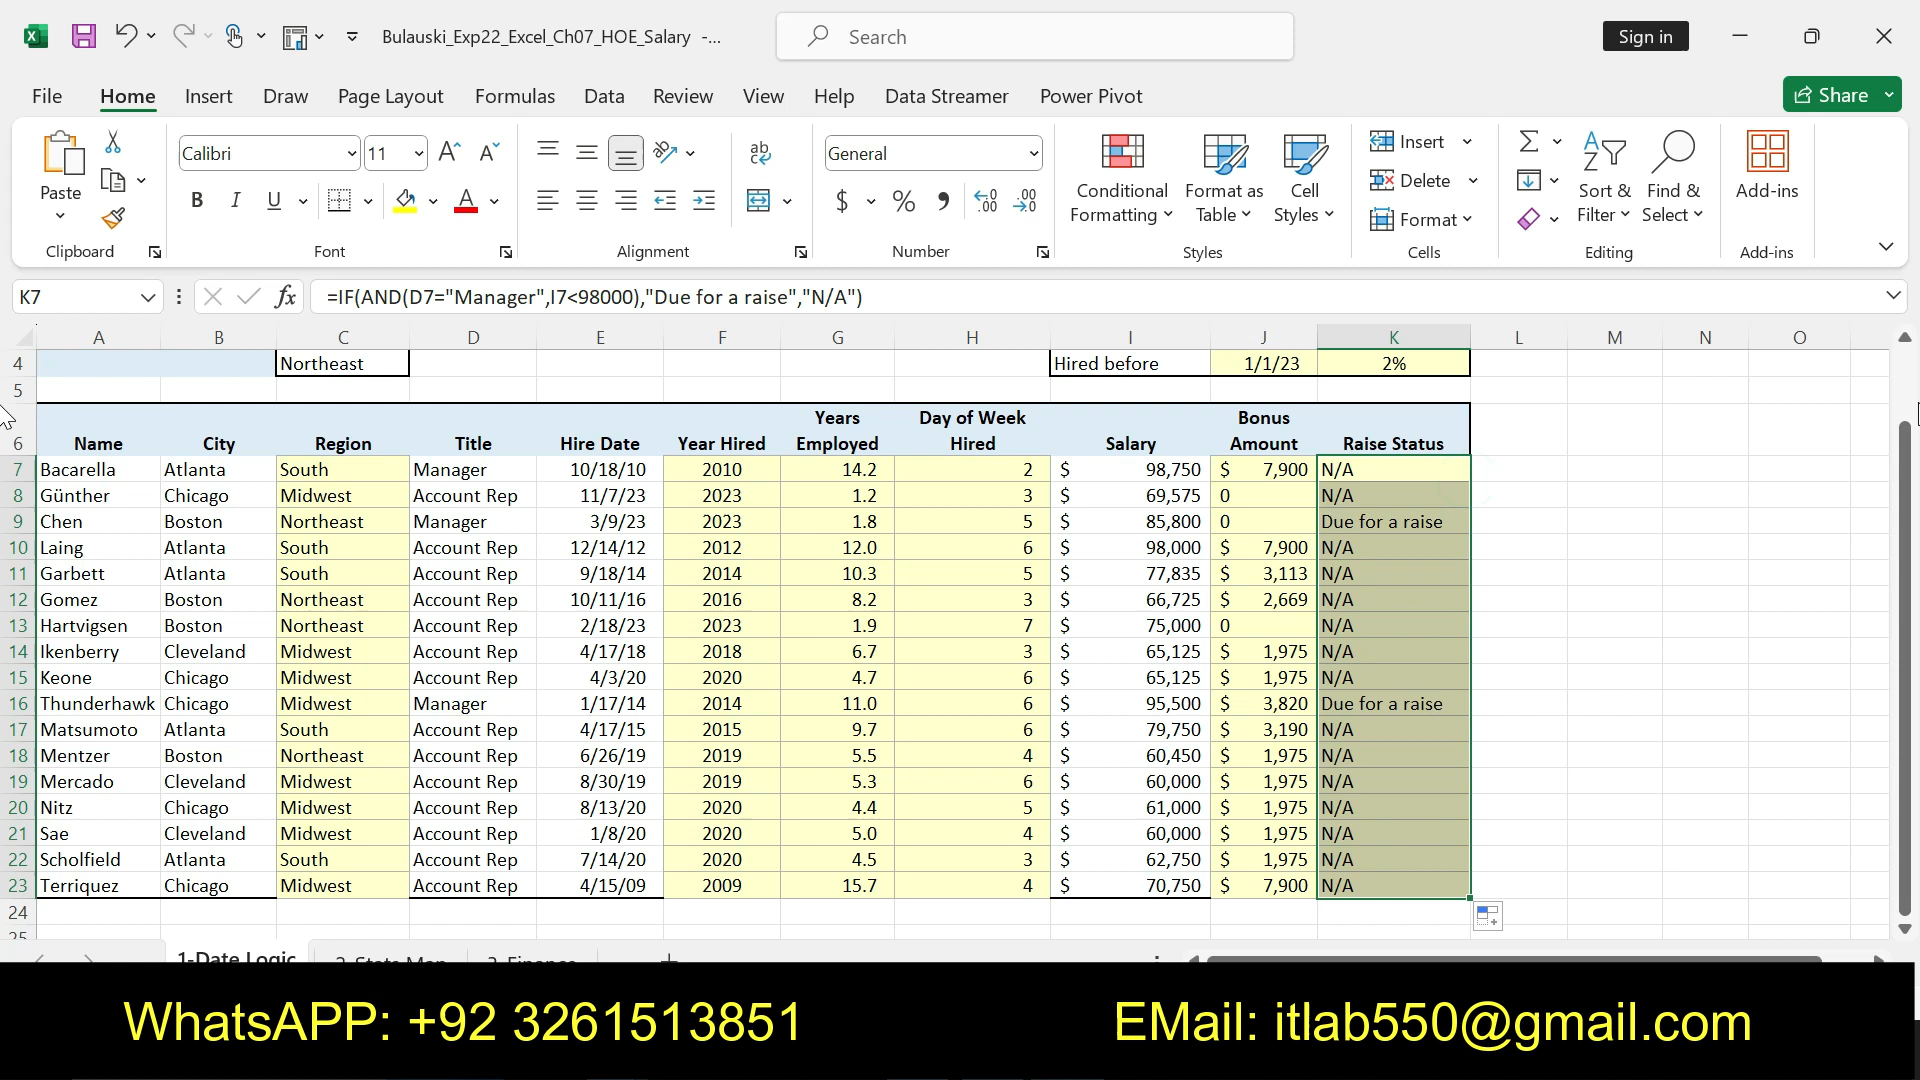 Bulauski_Exp22_Excel_Ch07_HOE_Salary -...
Search
Sign in
File Home Insert Draw Page Layout Formulas Data Review View Help Data Streamer Power Pivot Share
Paste
Calibri 11
B I U
ab
General
$ % ,
Conditional Formatting
Format as Table
Cell Styles
Insert
Delete
Format
Sort & Filter
Find & Select
Add-ins
Clipboard Font Alignment Number Styles Cells Editing Add-ins
K7 fx =IF(AND(D7="Manager",I7<98000),"Due for a raise","N/A")
A B C D E F G H I J K L M N O
4 Northeast Hired before 1/1/23 2%
5
Years Day of Week Bonus
6 Name City Region Title Hire Date Year Hired Employed Hired Salary Amount Raise Status
7 Bacarella Atlanta South Manager 10/18/10 2010 14.2 2 $ 98,750 $ 7,900 N/A
8 Günther Chicago Midwest Account Rep 11/7/23 2023 1.2 3 $ 69,575 0 N/A
9 Chen Boston Northeast Manager 3/9/23 2023 1.8 5 $ 85,800 0 Due for a raise
10 Laing Atlanta South Account Rep 12/14/12 2012 12.0 6 $ 98,000 $ 7,900 N/A
11 Garbett Atlanta South Account Rep 9/18/14 2014 10.3 5 $ 77,835 $ 3,113 N/A
12 Gomez Boston Northeast Account Rep 10/11/16 2016 8.2 3 $ 66,725 $ 2,669 N/A
13 Hartvigsen Boston Northeast Account Rep 2/18/23 2023 1.9 7 $ 75,000 0 N/A
14 Ikenberry Cleveland Midwest Account Rep 4/17/18 2018 6.7 3 $ 65,125 $ 1,975 N/A
15 Keone Chicago Midwest Account Rep 4/3/20 2020 4.7 6 $ 65,125 $ 1,975 N/A
16 Thunderhawk Chicago Midwest Manager 1/17/14 2014 11.0 6 $ 95,500 $ 3,820 Due for a raise
17 Matsumoto Atlanta South Account Rep 4/17/15 2015 9.7 6 $ 79,750 $ 3,190 N/A
18 Mentzer Boston Northeast Account Rep 6/26/19 2019 5.5 4 $ 60,450 $ 1,975 N/A
19 Mercado Cleveland Midwest Account Rep 8/30/19 2019 5.3 6 $ 60,000 $ 1,975 N/A
20 Nitz Chicago Midwest Account Rep 8/13/20 2020 4.4 5 $ 61,000 $ 1,975 N/A
21 Sae Cleveland Midwest Account Rep 1/8/20 2020 5.0 4 $ 60,000 $ 1,975 N/A
22 Scholfield Atlanta South Account Rep 7/14/20 2020 4.5 3 $ 62,750 $ 1,975 N/A
23 Terriquez Chicago Midwest Account Rep 4/15/09 2009 15.7 4 $ 70,750 $ 7,900 N/A
24
25
1-Date Logic 2-Stats Map 3-Finance
WhatsAPP: +92 3261513851 EMail: itlab550@gmail.com